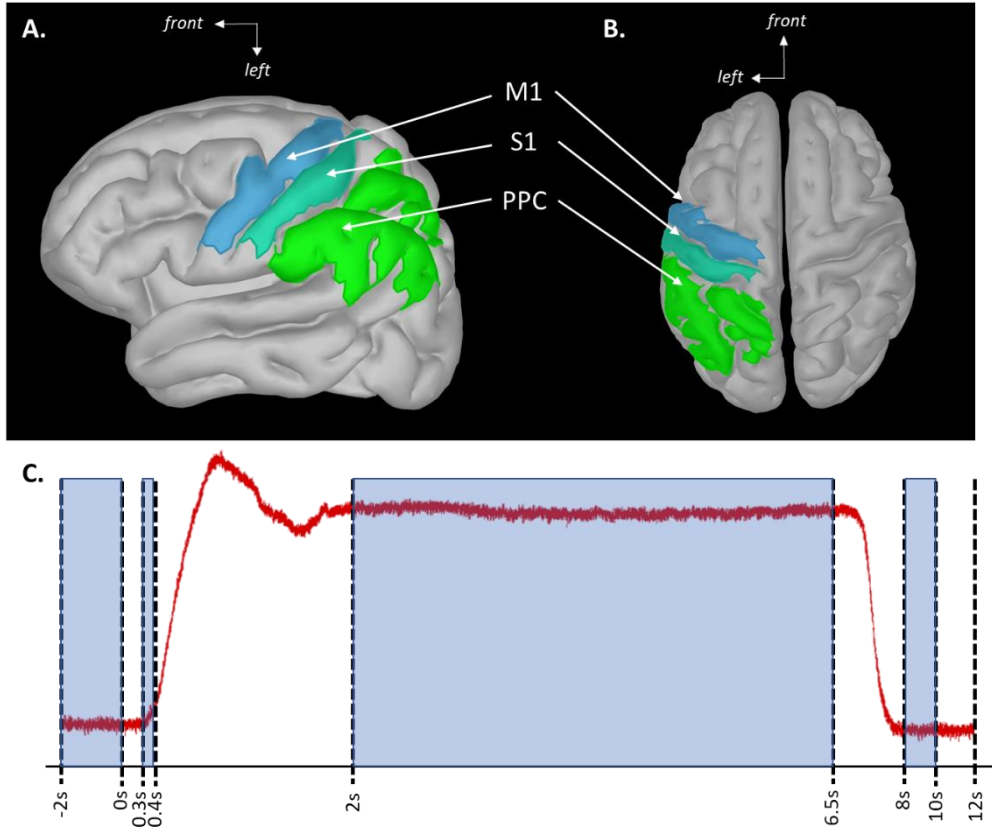 A.
front
left
B.
front
left
M1
S1
PPC
C.
-2s
0s
0.3s
0.4s
2s
6.5s
8s
10s
12s